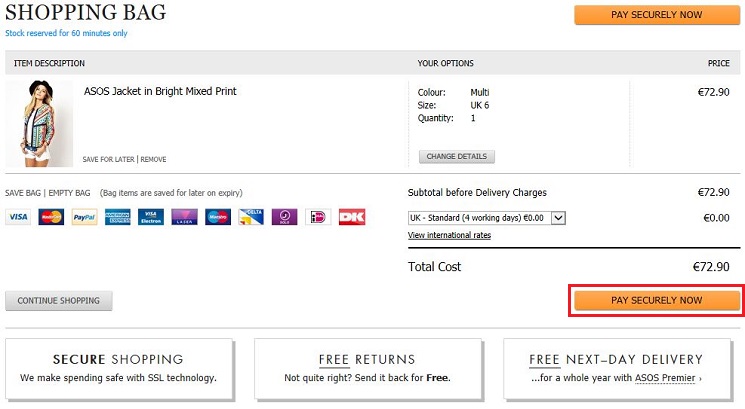 SHOPPING BAG
PAY SECURELY NOW
Stock reserved for 60 minutes only
ITEM DESCRIPTION YOUR OPTIONS PRICE
ASOS Jacket in Bright Mixed Print Colour: Multi €72.90
Size: UK 6
Quantity: 1
SAVE FOR LATER | REMOVE CHANGE DETAILS
SAVE BAG | EMPTY BAG (Bag items are saved for later on expiry) Subtotal before Delivery Charges €72.90
VISA MasterCard PayPal AMERICAN EXPRESS VISA Electron LASER Maestro DELTA SOLO iDEAL DK UK - Standard (4 working days) €0.00 €0.00
View international rates
Total Cost €72.90
CONTINUE SHOPPING PAY SECURELY NOW
SECURE SHOPPING FREE RETURNS FREE NEXT-DAY DELIVERY
We make spending safe with SSL technology. Not quite right? Send it back for Free. ...for a whole year with ASOS Premier ›